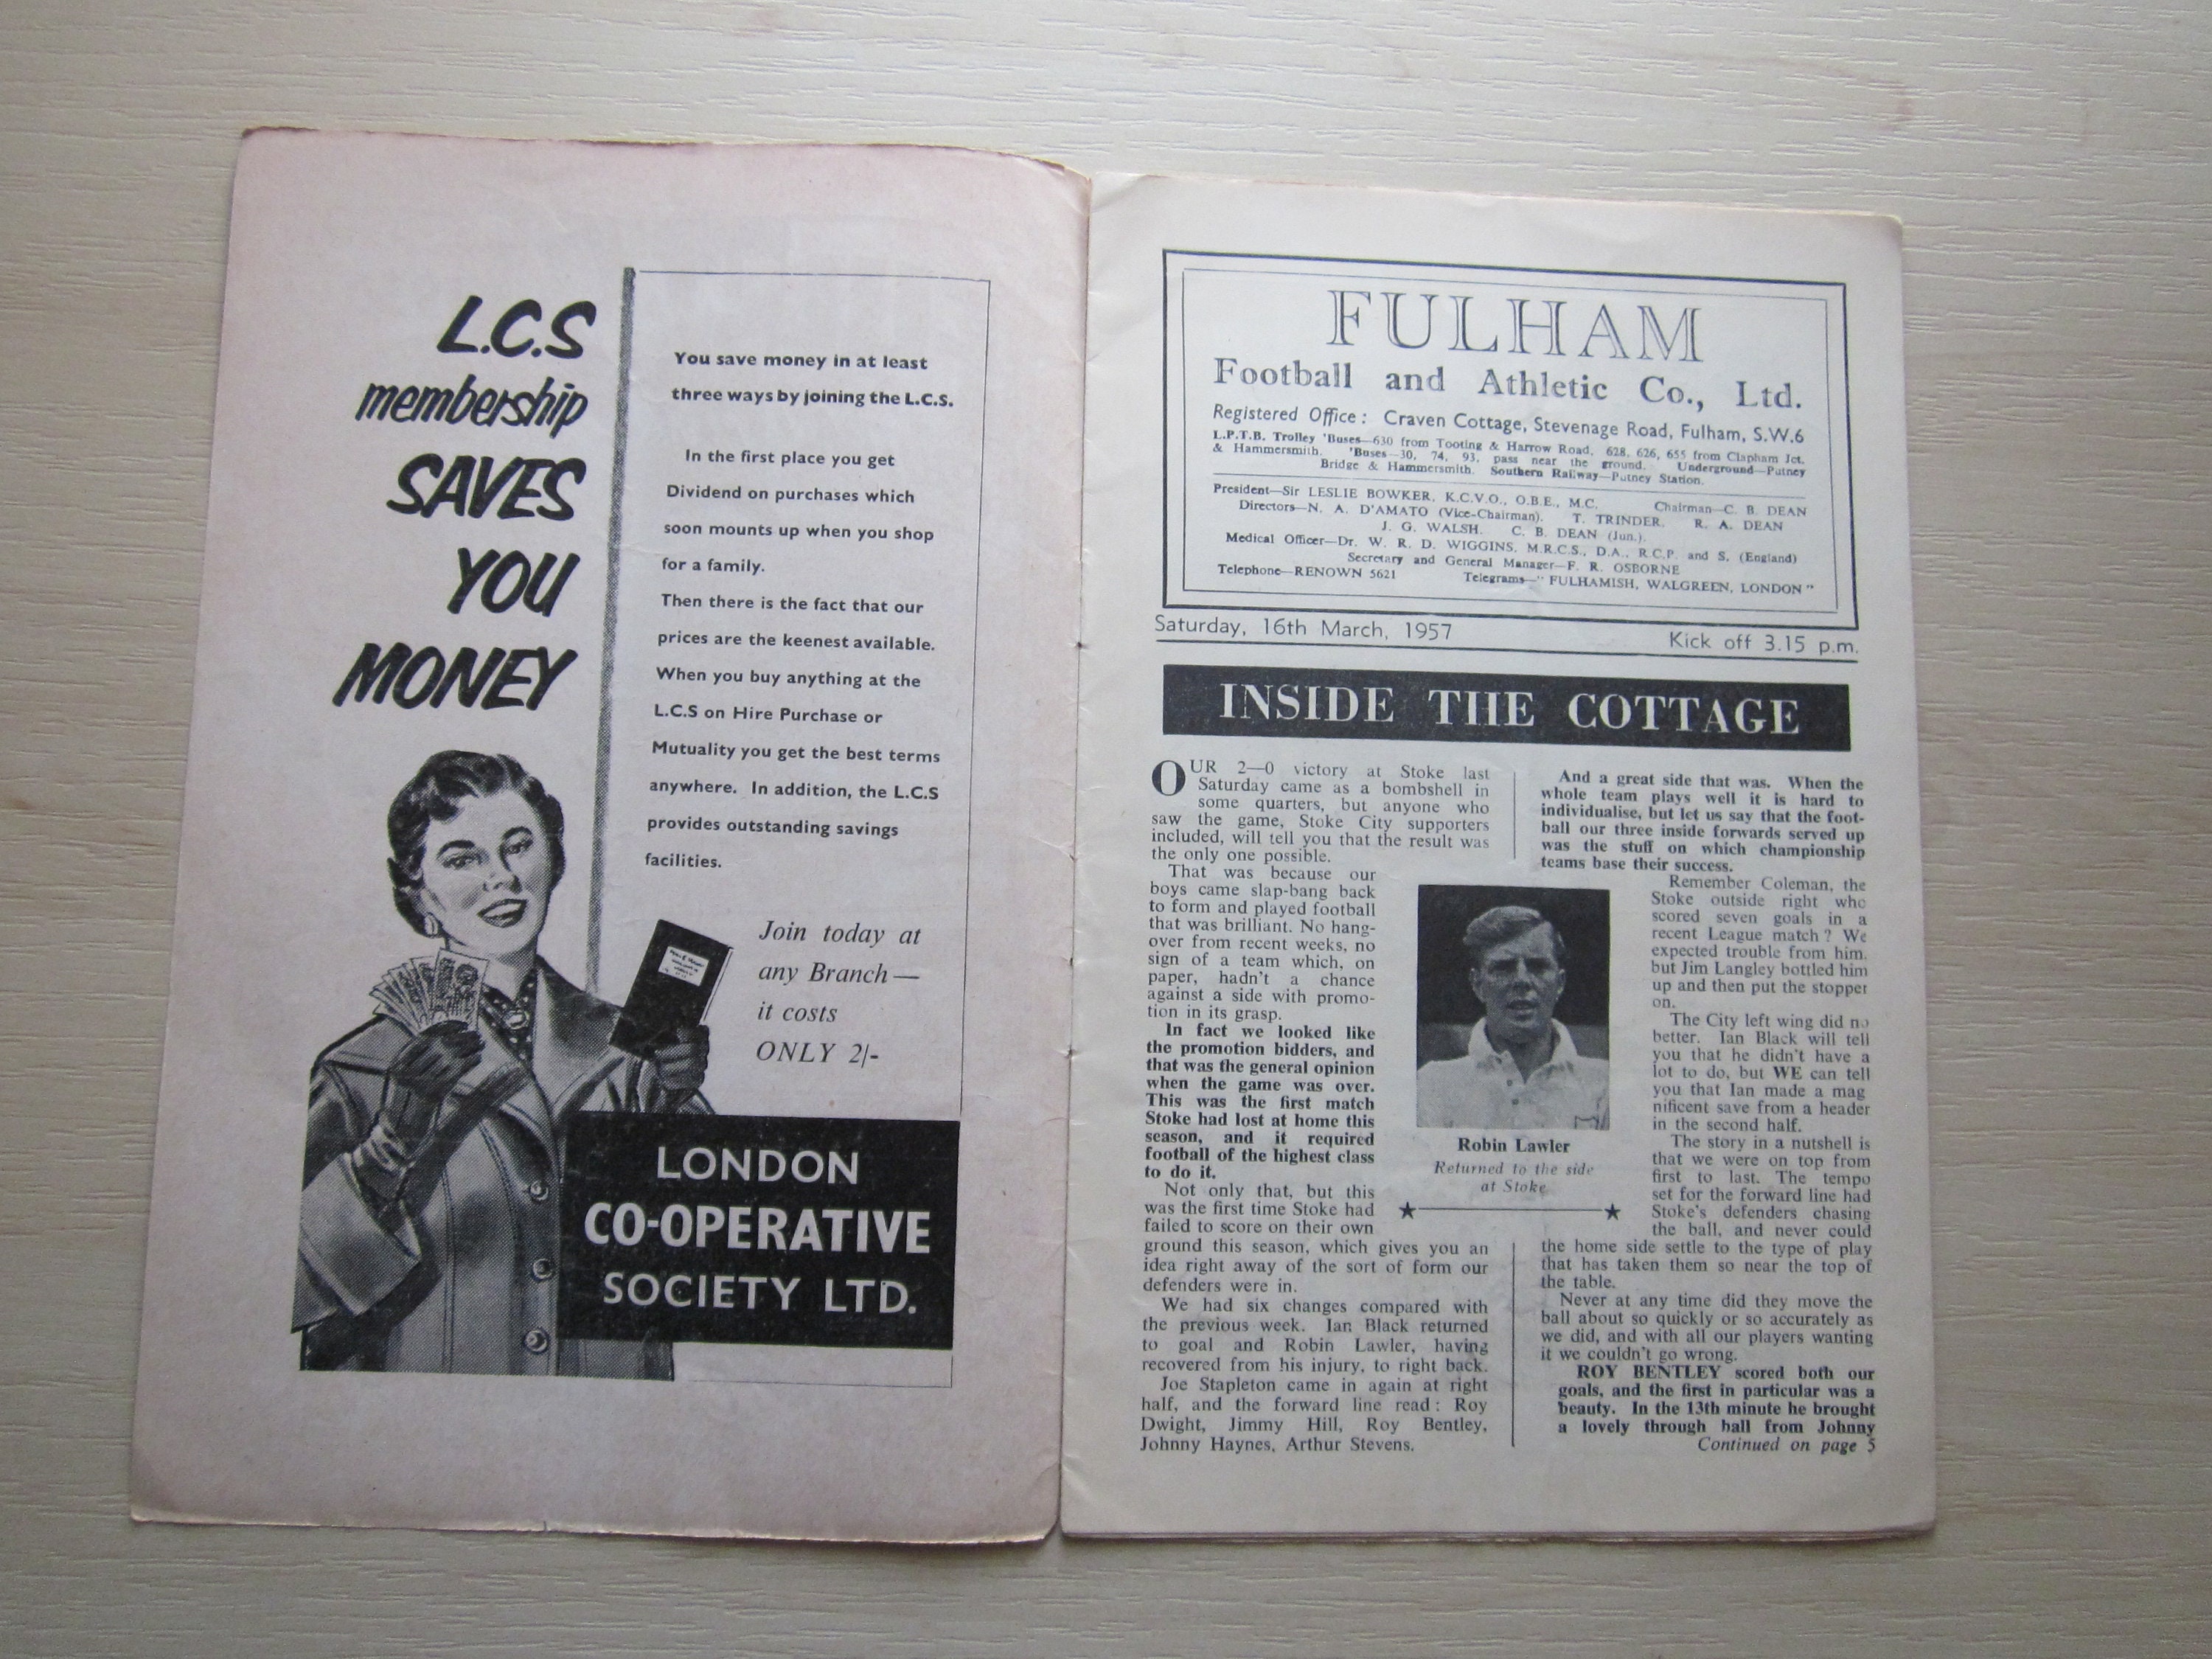 L.C.S
membership
SAVES
YOU
MONEY
You save money in at least
three ways by joining the L.C.S.
In the first place you get
Dividend on purchases which
soon mounts up when you shop
for a family.
Then there is the fact that our
prices are the keenest available.
When you buy anything at the
L.C.S on Hire Purchase or
Mutuality you get the best terms
anywhere. In addition, the L.C.S
provides outstanding savings
facilities.
Join today at
any Branch—
it costs
ONLY 2/-
LONDON
CO-OPERATIVE
SOCIETY LTD.
FULHAM
Football and Athletic Co., Ltd.
Registered Office: Craven Cottage, Stevenage Road, Fulham, S.W.6
L.P.T.B. Trolley 'Buses—630 from Tooting & Harrow Road, 628, 626, 655 from Clapham Jct.
& Hammersmith. 'Buses—30, 74, 93, pass near the ground. Underground—Putney
Bridge & Hammersmith. Southern Railway—Putney Station.
President—Sir LESLIE BOWKER, K.C.V.O., O.B.E., M.C. Chairman—C. B. DEAN
Directors—N. A. D'AMATO (Vice-Chairman). T. TRINDER. R. A. DEAN
J. G. WALSH. C. B. DEAN (Jun.).
Medical Officer—Dr. W. R. D. WIGGINS, M.R.C.S., D.A., R.C.P. and S. (England)
Secretary and General Manager—F. R. OSBORNE
Telephone—RENOWN 5621 Telegrams—"FULHAMISH, WALGREEN, LONDON"
Saturday, 16th March, 1957 Kick off 3.15 p.m.
INSIDE THE COTTAGE
OUR 2—0 victory at Stoke last
Saturday came as a bombshell in
some quarters, but anyone who
saw the game, Stoke City supporters
included, will tell you that the result was
the only one possible.
That was because our
boys came slap-bang back
to form and played football
that was brilliant. No hang-
over from recent weeks, no
sign of a team which, on
paper, hadn't a chance
against a side with promo-
tion in its grasp.
In fact we looked like
the promotion bidders, and
that was the general opinion
when the game was over.
This was the first match
Stoke had lost at home this
season, and it required
football of the highest class
to do it.
Not only that, but this
was the first time Stoke had
failed to score on their own
ground this season, which gives you an
idea right away of the sort of form our
defenders were in.
We had six changes compared with
the previous week. Ian Black returned
to goal and Robin Lawler, having
recovered from his injury, to right back.
Joe Stapleton came in again at right
half, and the forward line read: Roy
Dwight, Jimmy Hill, Roy Bentley,
Johnny Haynes, Arthur Stevens.
Robin Lawler
Returned to the side
at Stoke
And a great side that was. When the
whole team plays well it is hard to
individualise, but let us say that the foot-
ball our three inside forwards served up
was the stuff on which championship
teams base their success.
Remember Coleman, the
Stoke outside right who
scored seven goals in a
recent League match? We
expected trouble from him,
but Jim Langley bottled him
up and then put the stopper
on.
The City left wing did no
better. Ian Black will tell
you that he didn't have a
lot to do, but WE can tell
you that Ian made a mag
nificent save from a header
in the second half.
The story in a nutshell is
that we were on top from
first to last. The tempo
set for the forward line had
Stoke's defenders chasing
the ball, and never could
the home side settle to the type of play
that has taken them so near the top of
the table.
Never at any time did they move the
ball about so quickly or so accurately as
we did, and with all our players wanting
it we couldn't go wrong.
ROY BENTLEY scored both our
goals, and the first in particular was a
beauty. In the 13th minute he brought
a lovely through ball from Johnny
Continued on page 5